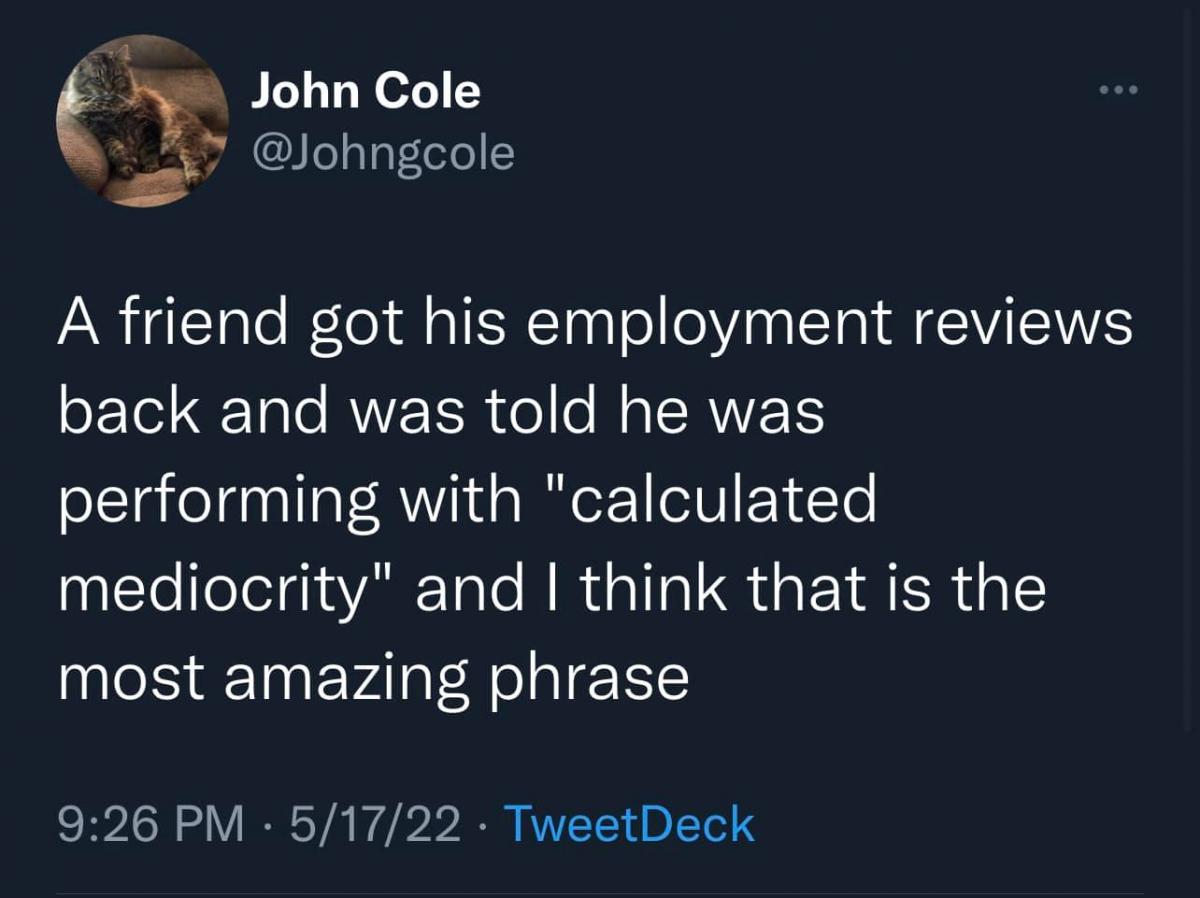 John Cole
@Johngcole
A friend got his employment reviews
back and was told he was
performing with "calculated
mediocrity" and I think that is the
most amazing phrase
9:26 PM · 5/17/22 · TweetDeck